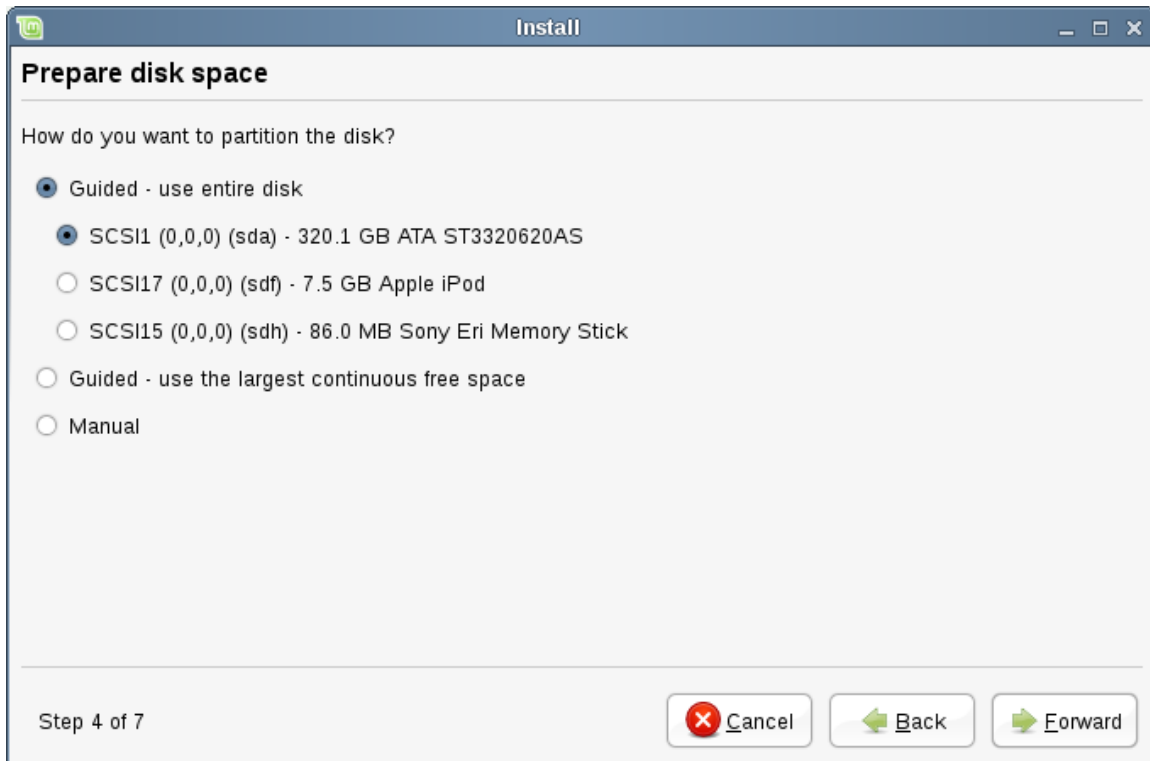 Install
Prepare disk space
How do you want to partition the disk?
Guided - use entire disk
SCSI1 (0,0,0) (sda) - 320.1 GB ATA ST3320620AS
SCSI17 (0,0,0) (sdf) - 7.5 GB Apple iPod
SCSI15 (0,0,0) (sdh) - 86.0 MB Sony Eri Memory Stick
Guided - use the largest continuous free space
Manual
Step 4 of 7
Cancel
Back
Forward